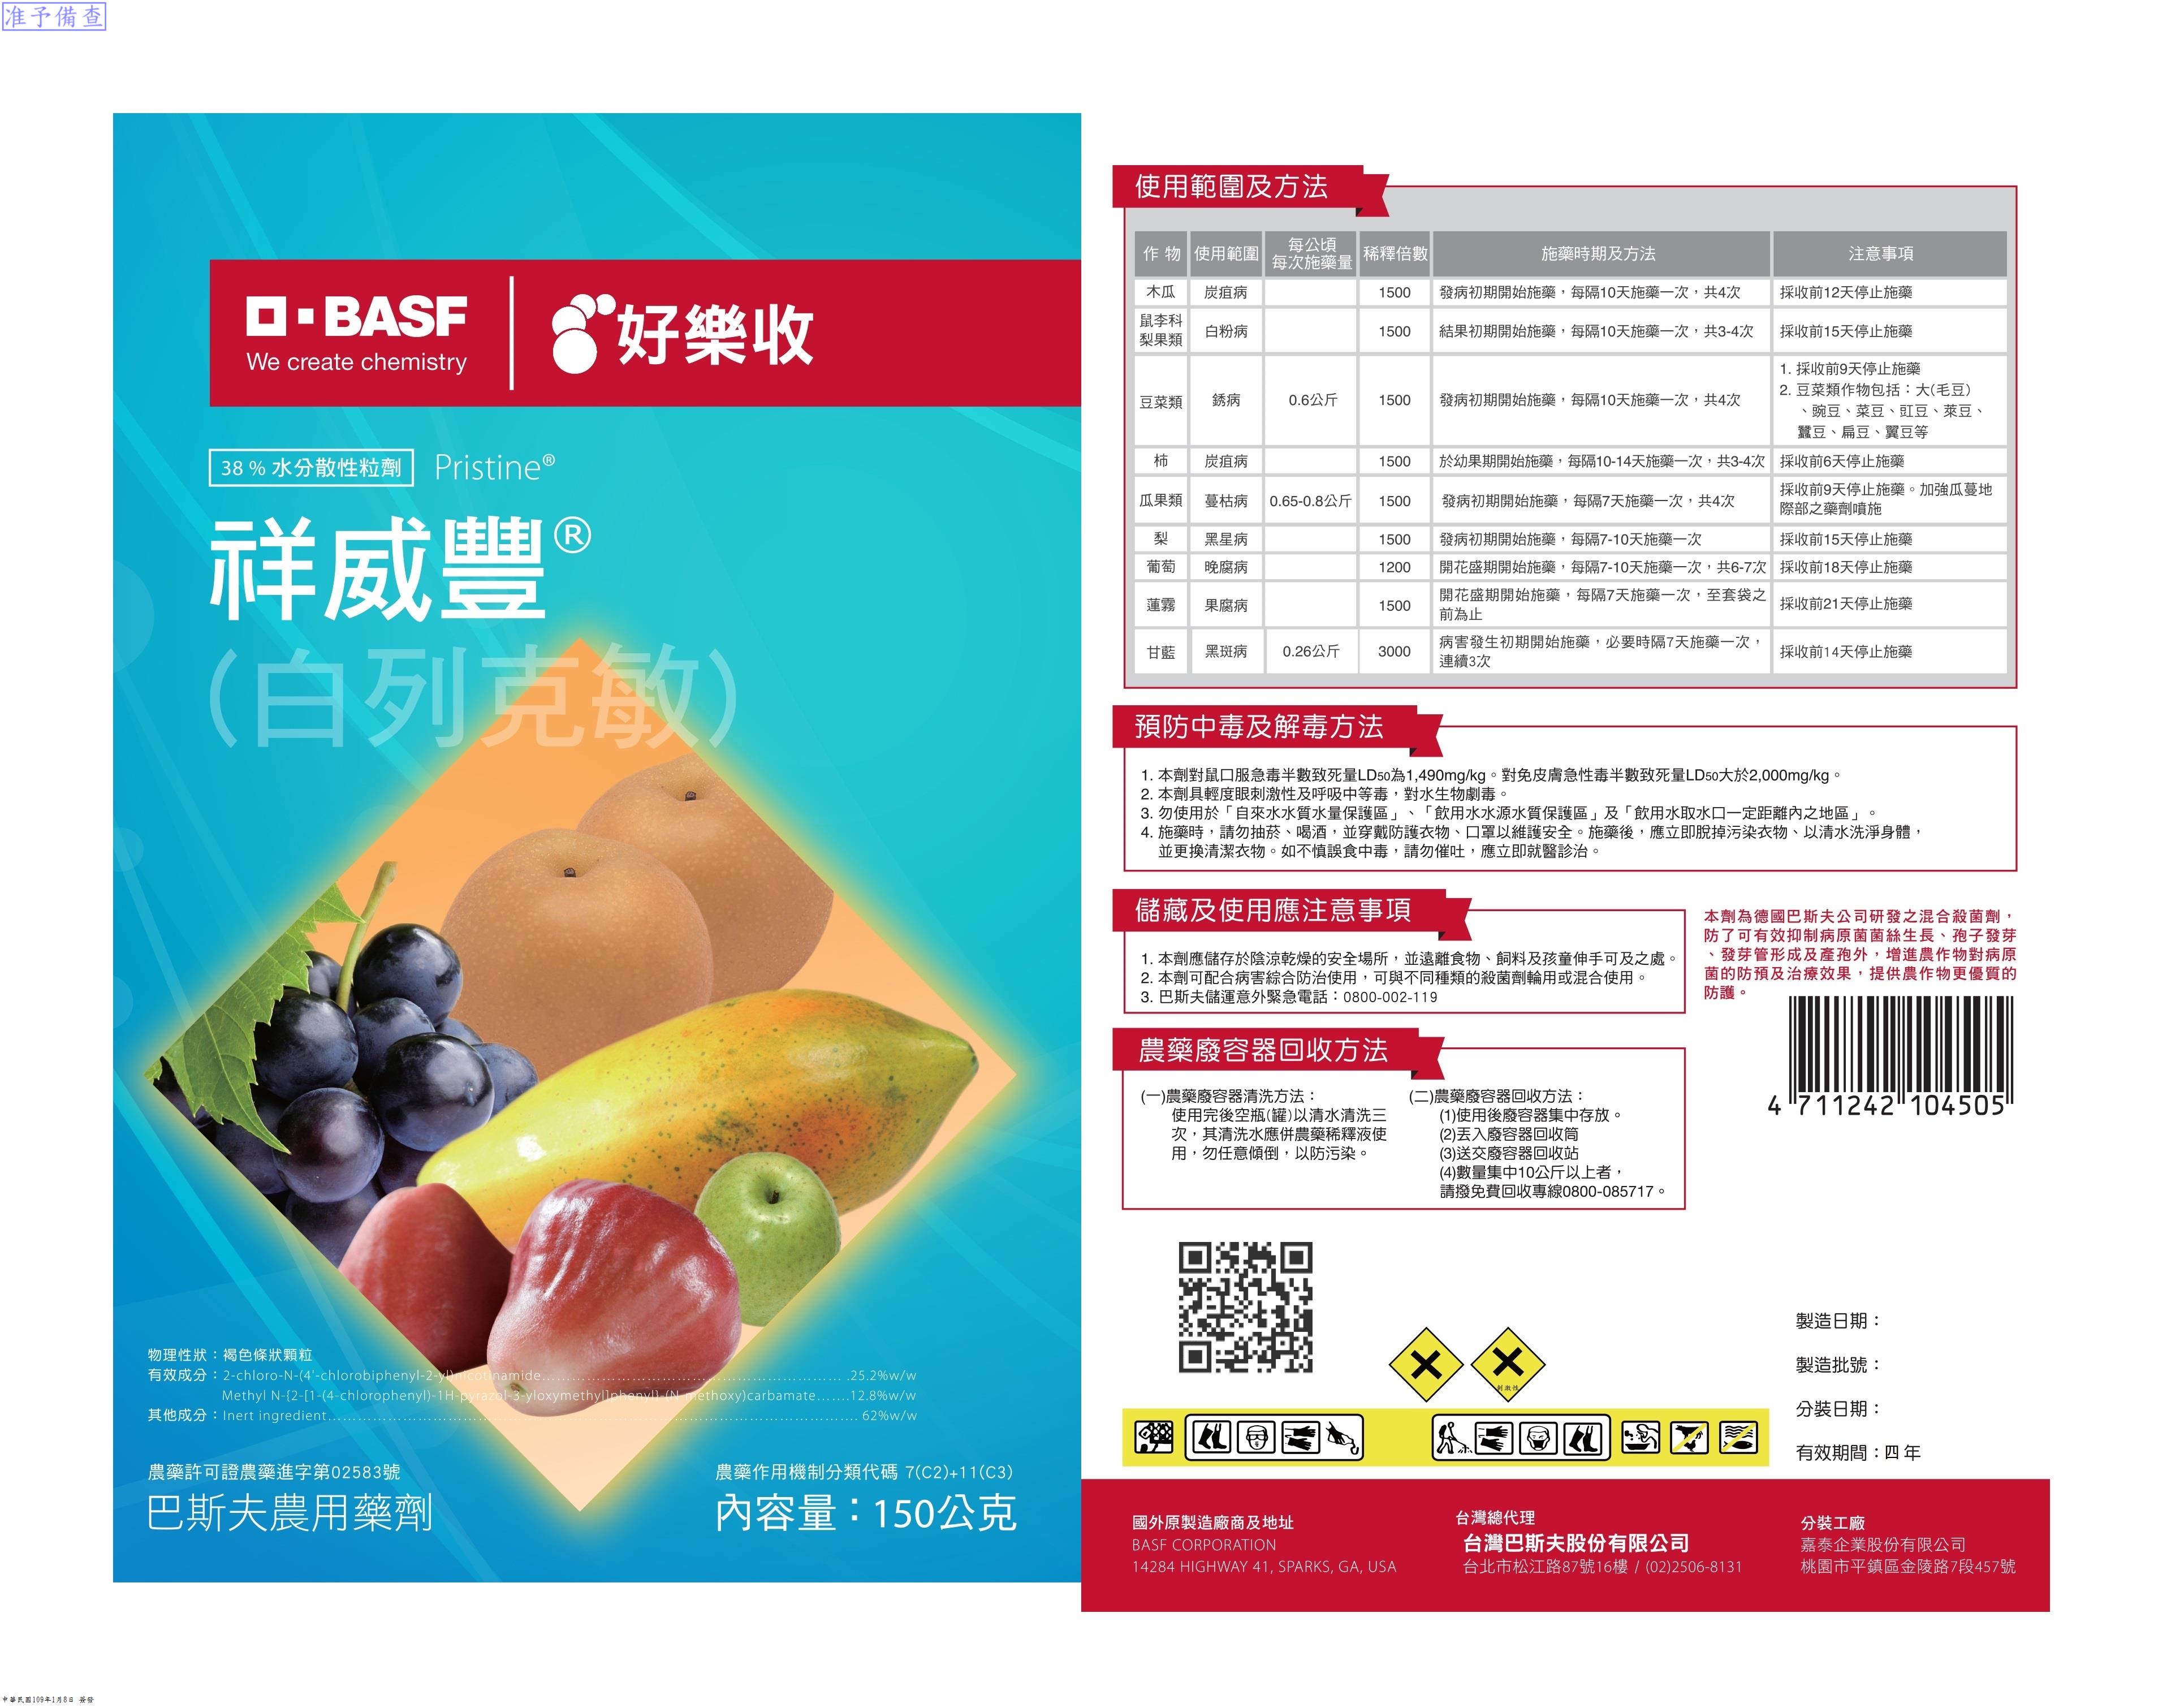 准予備查
BASF
We create chemistry
好樂收
38 % 水分散性粒劑 Pristine®
祥威豐®
(白列克敏)
物理性狀：褐色條狀顆粒
有效成分：2-chloro-N-(4'-chlorobiphenyl-2-yl)nicotinamide……………………………………………25.2%w/w
Methyl N-{2-[1-(4-chlorophenyl)-1H-pyrazol-3-yloxymethyl]phenyl}-(N-methoxy)carbamate…….12.8%w/w
其他成分：Inert ingredient…………………………………………………………………………………… 62%w/w
農藥許可證農藥進字第02583號
巴斯夫農用藥劑
農藥作用機制分類代碼 7(C2)+11(C3)
內容量：150公克
使用範圍及方法
作 物 使用範圍 每公頃每次施藥量 稀釋倍數 施藥時期及方法 注意事項
木瓜 炭疽病 1500 發病初期開始施藥，每隔10天施藥一次，共4次 採收前12天停止施藥
鼠李科
梨果類 白粉病 1500 結果初期開始施藥，每隔10天施藥一次，共3-4次 採收前15天停止施藥
豆菜類 銹病 0.6公斤 1500 發病初期開始施藥，每隔10天施藥一次，共4次
1. 採收前9天停止施藥
2. 豆菜類作物包括：大(毛豆)
、豌豆、菜豆、豇豆、萊豆、
蠶豆、扁豆、翼豆等
柿 炭疽病 1500 於幼果期開始施藥，每隔10-14天施藥一次，共3-4次 採收前6天停止施藥
瓜果類 蔓枯病 0.65-0.8公斤 1500 發病初期開始施藥，每隔7天施藥一次，共4次
採收前9天停止施藥。加強瓜蔓地
際部之藥劑噴施
梨 黑星病 1500 發病初期開始施藥，每隔7-10天施藥一次 採收前15天停止施藥
葡萄 晚腐病 1200 開花盛期開始施藥，每隔7-10天施藥一次，共6-7次 採收前18天停止施藥
蓮霧 果腐病 1500 開花盛期開始施藥，每隔7天施藥一次，至套袋之
前為止 採收前21天停止施藥
甘藍 黑斑病 0.26公斤 3000 病害發生初期開始施藥，必要時隔7天施藥一次，
連續3次 採收前14天停止施藥
預防中毒及解毒方法
1. 本劑對鼠口服急毒半數致死量LD50為1,490mg/kg。對免皮膚急性毒半數致死量LD50大於2,000mg/kg。
2. 本劑具輕度眼刺激性及呼吸中等毒，對水生物劇毒。
3. 勿使用於「自來水水質水量保護區」、「飲用水水源水質保護區」及「飲用水取水口一定距離內之地區」。
4. 施藥時，請勿抽菸、喝酒，並穿戴防護衣物、口罩以維護安全。施藥後，應立即脫掉污染衣物、以清水洗淨身體，
並更換清潔衣物。如不慎誤食中毒，請勿催吐，應立即就醫診治。
儲藏及使用應注意事項
1. 本劑應儲存於陰涼乾燥的安全場所，並遠離食物、飼料及孩童伸手可及之處。
2. 本劑可配合病害綜合防治使用，可與不同種類的殺菌劑輪用或混合使用。
3. 巴斯夫儲運意外緊急電話：0800-002-119
本劑為德國巴斯夫公司研發之混合殺菌劑，
防了可有效抑制病原菌菌絲生長、孢子發芽
、發芽管形成及產孢外，增進農作物對病原
菌的防預及治療效果，提供農作物更優質的
防護。
4 711242 104505
農藥廢容器回收方法
(一)農藥廢容器清洗方法：
使用完後空瓶(罐)以清水清洗三
次，其清洗水應併農藥稀釋液使
用，勿任意傾倒，以防污染。
(二)農藥廢容器回收方法：
(1)使用後廢容器集中存放。
(2)丟入廢容器回收筒
(3)送交廢容器回收站
(4)數量集中10公斤以上者，
請撥免費回收專線0800-085717。
刺激性
製造日期：
製造批號：
分裝日期：
有效期間：四 年
國外原製造廠商及地址
BASF CORPORATION
14284 HIGHWAY 41, SPARKS, GA, USA
台灣總代理
台灣巴斯夫股份有限公司
台北市松江路87號16樓 / (02)2506-8131
分裝工廠
嘉泰企業股份有限公司
桃園市平鎮區金陵路7段457號
中華民國109年1月8日 簽發